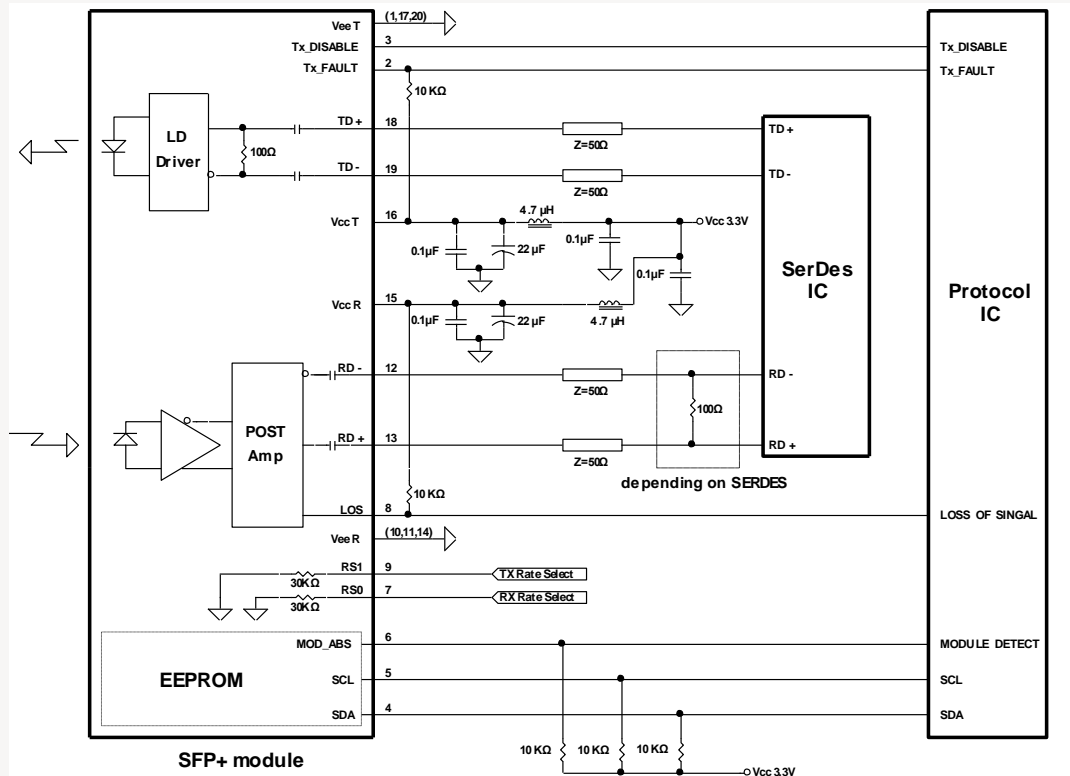 Vee T (1,17,20)
Tx_DISABLE 3 Tx_DISABLE
Tx_FAULT 2 Tx_FAULT
10 KΩ
LD
Driver
100Ω
TD + 18 TD +
Z=50Ω
TD - 19 TD -
Z=50Ω
4.7 µH
Vcc T 16 Vcc 3.3V
0.1µF 22 µF 0.1µF
0.1µF
SerDes
IC
Protocol
IC
Vcc R 15
0.1µF 22 µF 4.7 µH
RD - 12 RD -
Z=50Ω
100Ω
POST
Amp
RD + 13 RD +
Z=50Ω
depending on SERDES
10 KΩ
LOS 8 LOSS OF SINGAL
Vee R (10,11,14)
RS1 9 TX Rate Select
30KΩ
RS0 7 RX Rate Select
30KΩ
MOD_ABS 6 MODULE DETECT
EEPROM
SCL 5 SCL
SDA 4 SDA
10 KΩ 10 KΩ 10 KΩ
SFP+ module
Vcc 3.3V